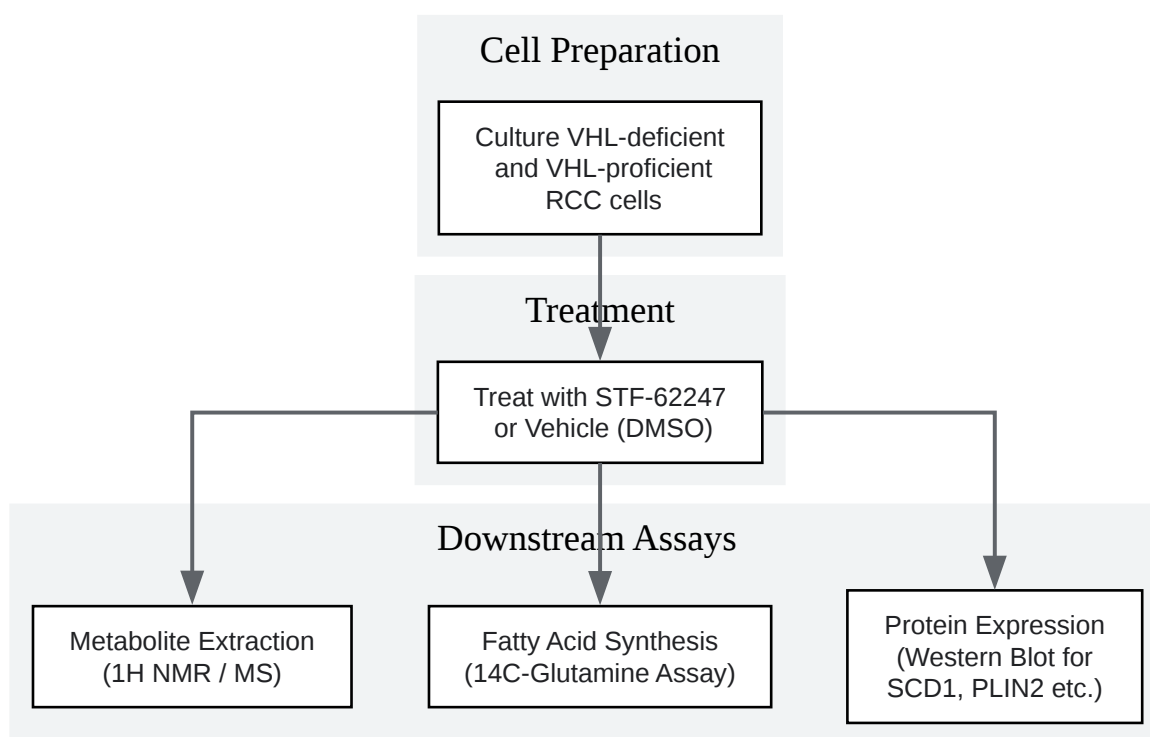 Cell Preparation
Culture VHL-deficient
and VHL-proficient
RCC cells
Treatment
Treat with STF-62247
or Vehicle (DMSO)
Downstream Assays
Metabolite Extraction
(1H NMR / MS)
Fatty Acid Synthesis
(14C-Glutamine Assay)
Protein Expression
(Western Blot for
SCD1, PLIN2 etc.)